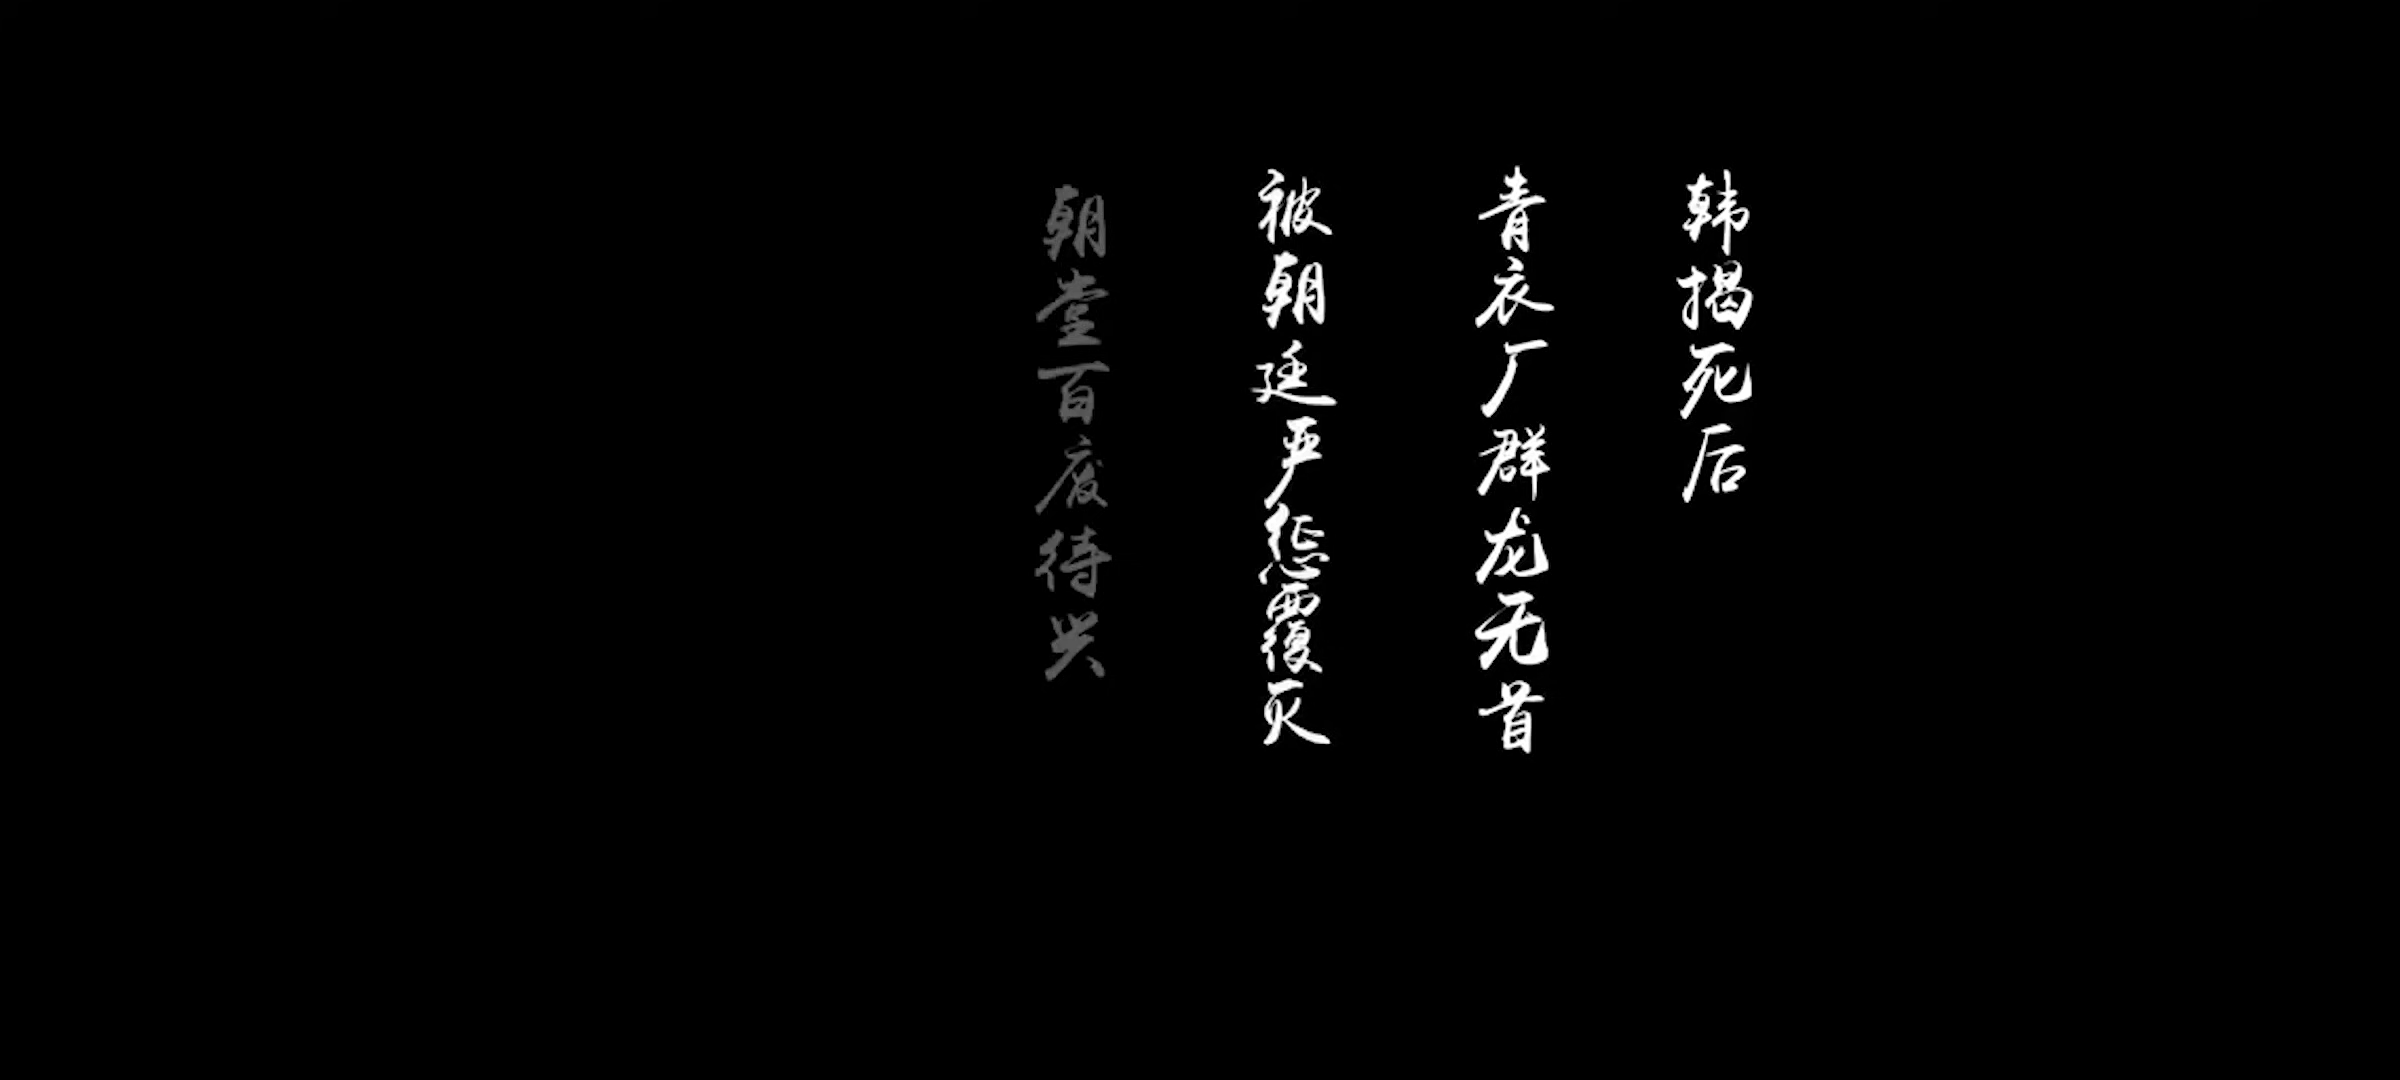 韩揭死后
青衣厂群龙无首
被朝廷严惩覆灭
朝堂百废待兴